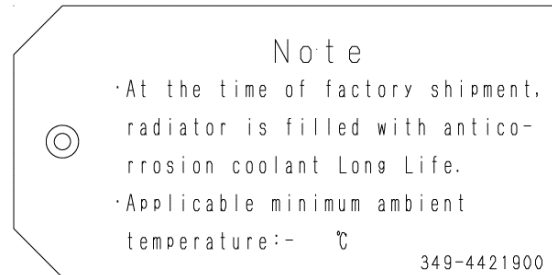 Note
·At the time of factory shipment,
radiator is filled with antico-
rrosion coolant Long Life.
·Applicable minimum ambient
temperature:- ℃
349-4421900